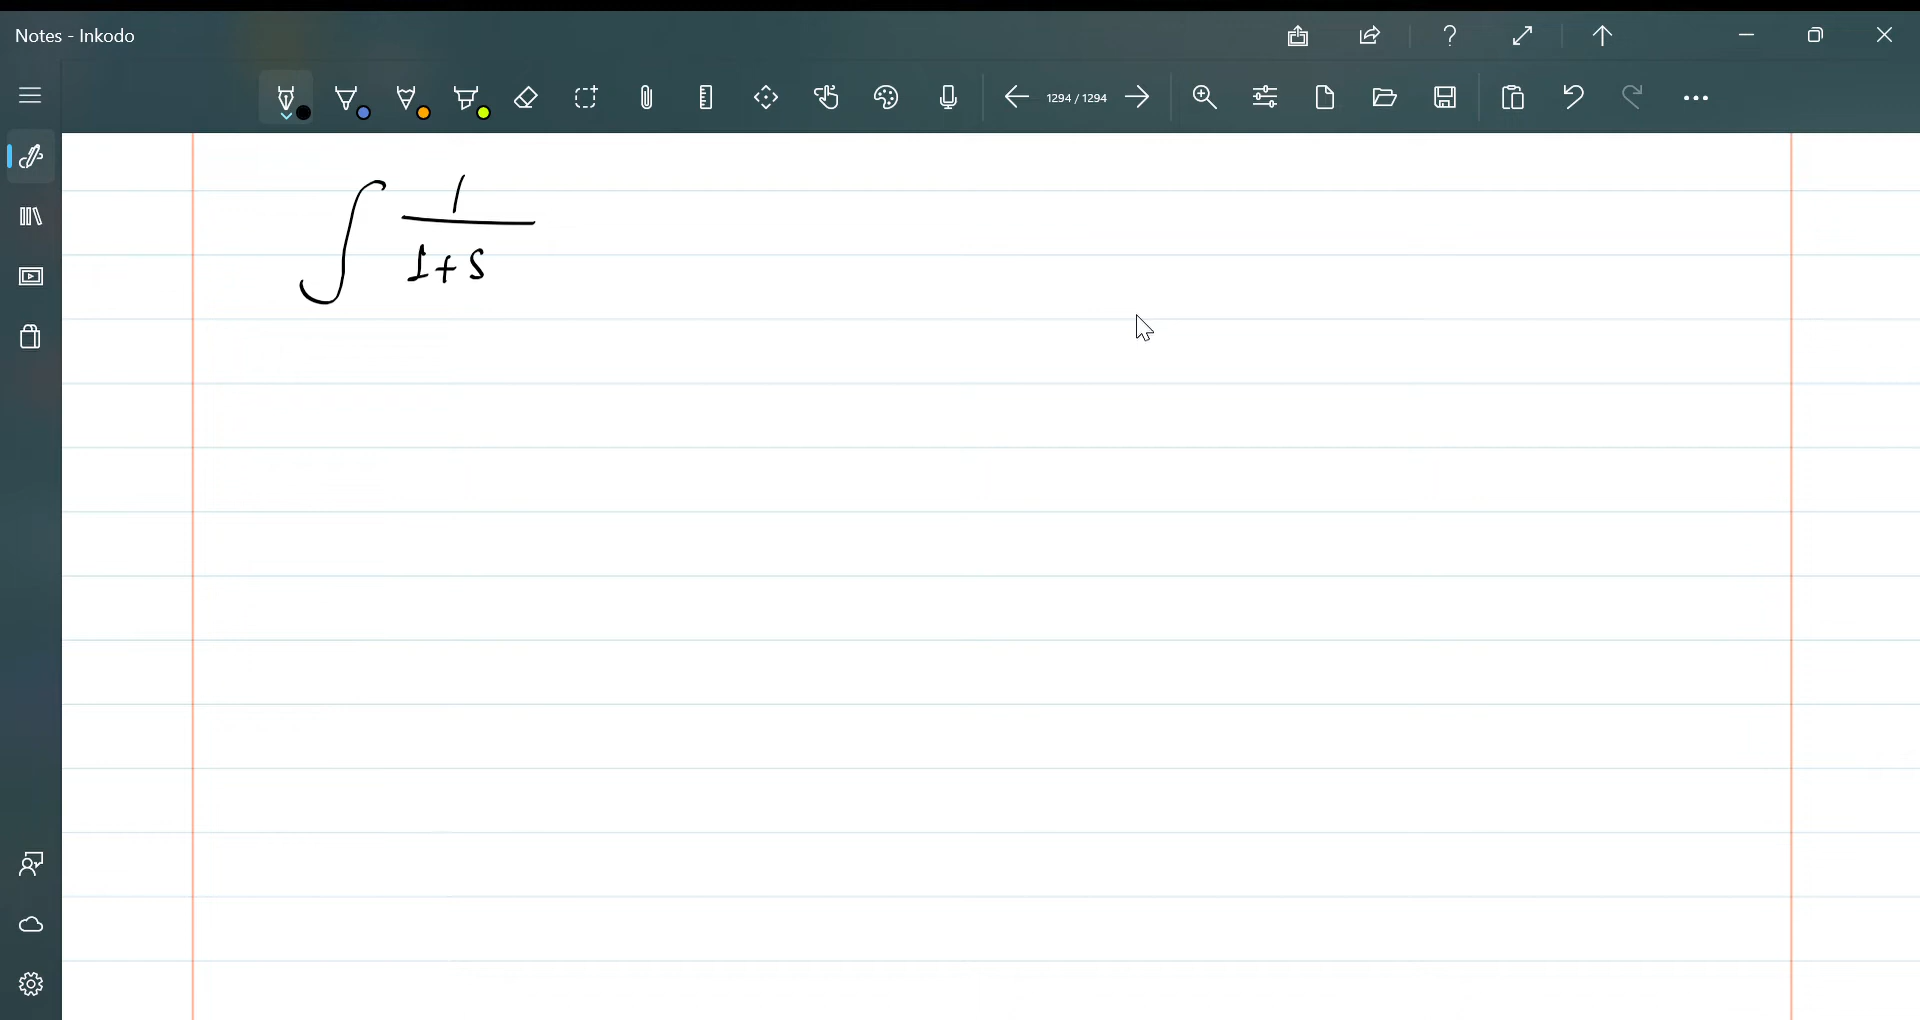 Notes - Inkodo
1294 / 1294
∫ 1/(1+s